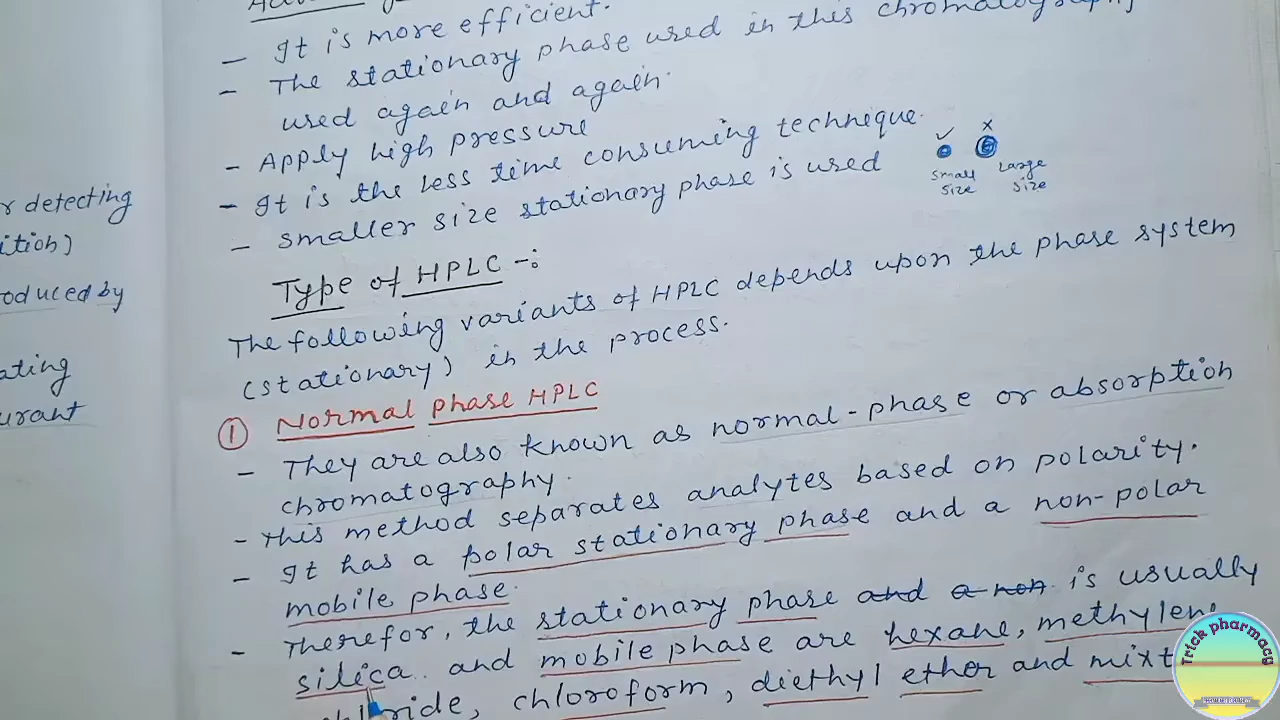 r detecting
ition)
oduced by
ating
urant
- It is more efficient.
- The stationary phase used in this chromatography
used again and again.
- Apply high pressure
- It is the less time consuming technique.
- smaller size stationary phase is used
✓ ×
small size
Large size
Type of HPLC -:
The following variants of HPLC depends upon the phase system
(stationary) in the process.
① Normal phase HPLC
- They are also known as normal-phase or absorption
chromatography.
- This method separates analytes based on polarity.
- It has a polar stationary phase and a non-polar
mobile phase.
- Therefor, the stationary phase and a non is usually
silica and mobile phase are hexane, methylene
chloride, chloroform, diethyl ether and mixt
Trick pharmacy